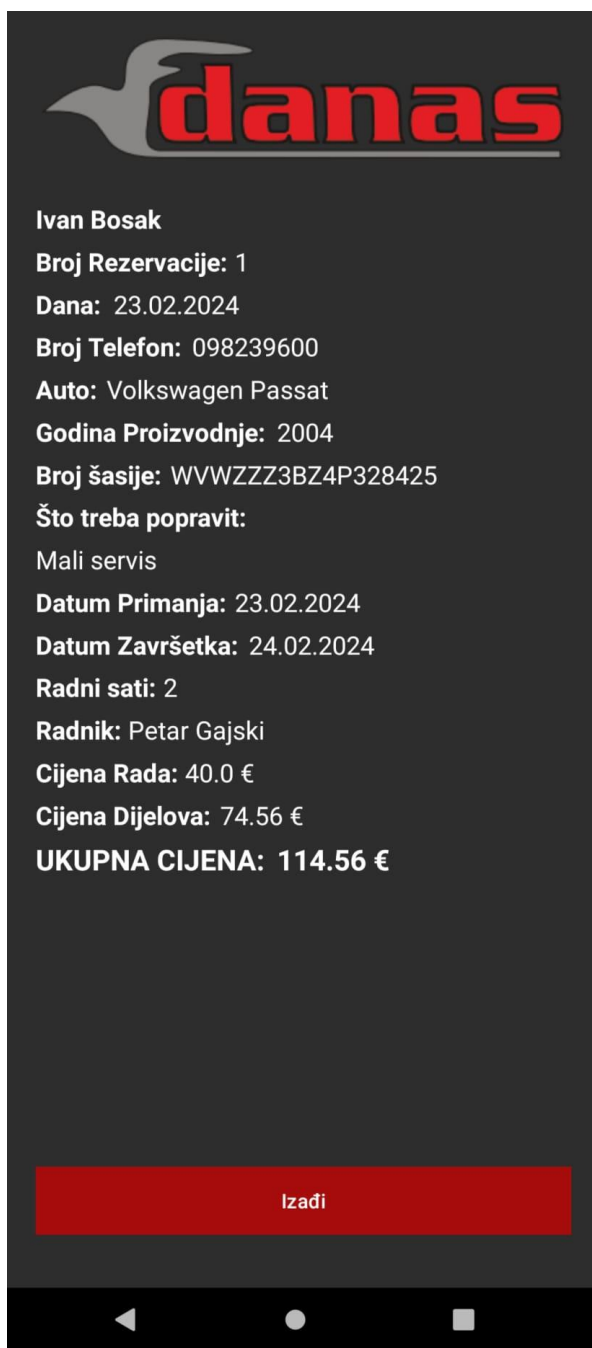 danas
Ivan Bosak
Broj Rezervacije: 1
Dana: 23.02.2024
Broj Telefon: 098239600
Auto: Volkswagen Passat
Godina Proizvodnje: 2004
Broj šasije: WVWZZZ3BZ4P328425
Što treba popravit:
Mali servis
Datum Primanja: 23.02.2024
Datum Završetka: 24.02.2024
Radni sati: 2
Radnik: Petar Gajski
Cijena Rada: 40.0 €
Cijena Dijelova: 74.56 €
UKUPNA CIJENA: 114.56 €
Izađi